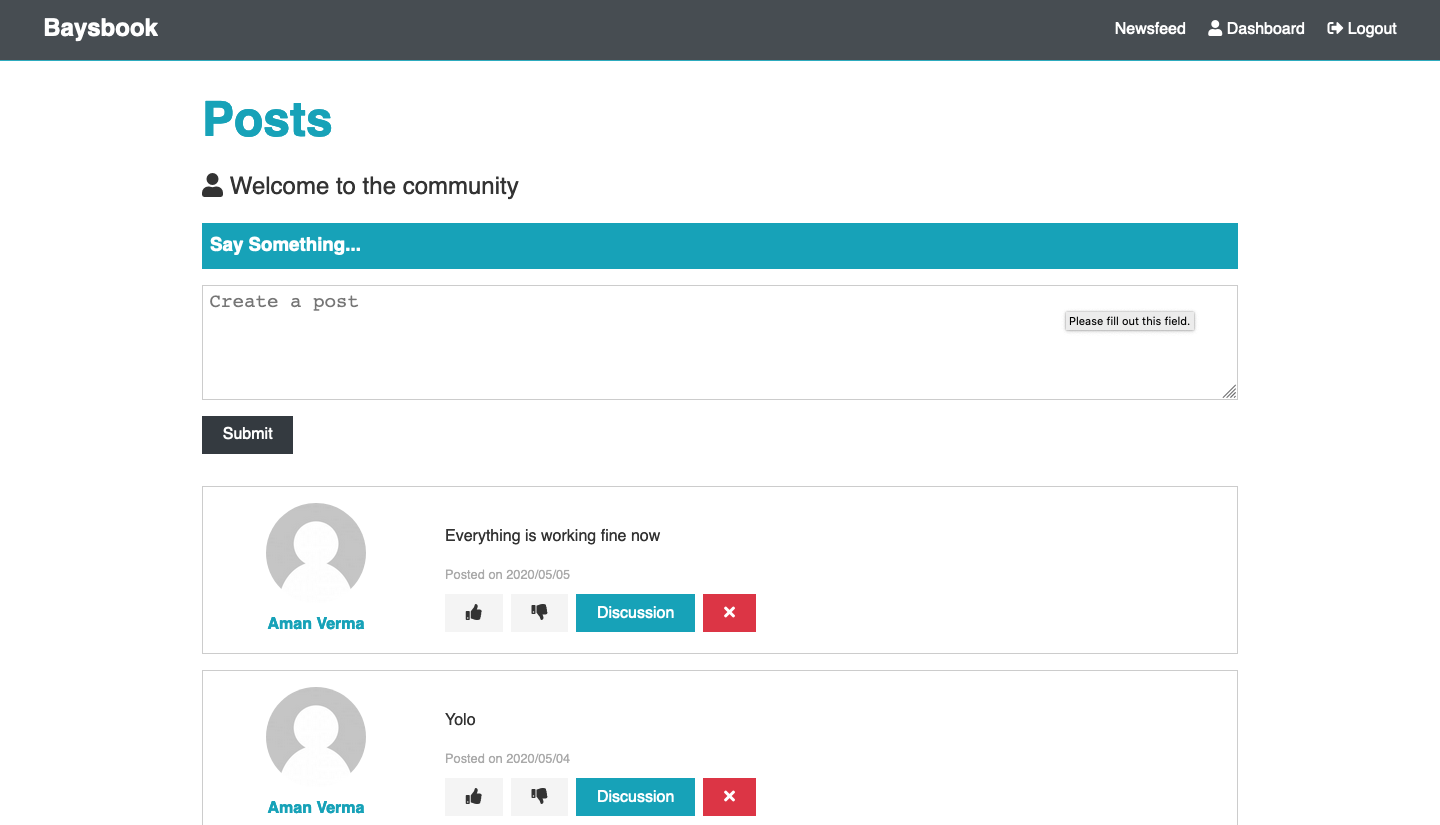 Baysbook
Newsfeed Dashboard Logout
Posts
Welcome to the community
Say Something...
Create a post
Please fill out this field.
Submit
Everything is working fine now
Posted on 2020/05/05
Discussion
Aman Verma
Yolo
Posted on 2020/05/04
Discussion
Aman Verma